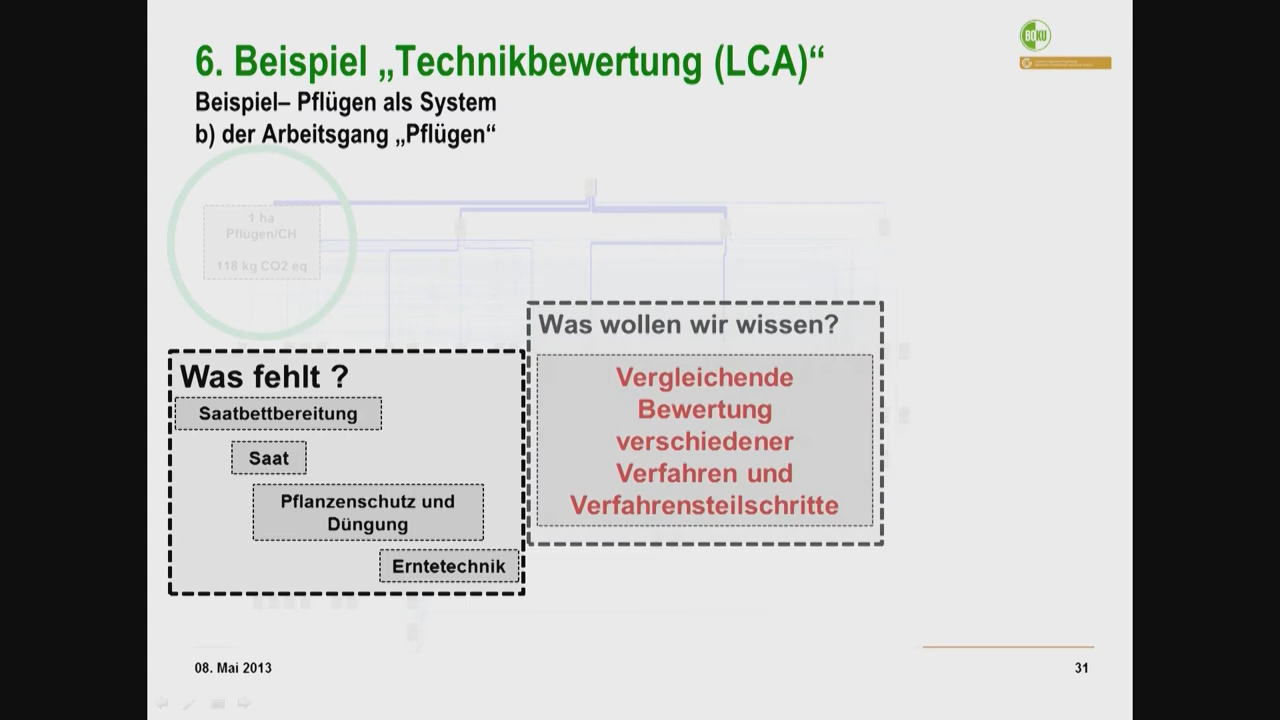 6. Beispiel „Technikbewertung (LCA)“
Beispiel– Pflügen als System
b) der Arbeitsgang „Pflügen“
BOKU
1 ha
Pflügen/CH
118 kg CO2 eq
Was wollen wir wissen?
Vergleichende
Bewertung
verschiedener
Verfahren und
Verfahrensteilschritte
Was fehlt ?
Saatbettbereitung
Saat
Pflanzenschutz und
Düngung
Erntetechnik
08. Mai 2013
31